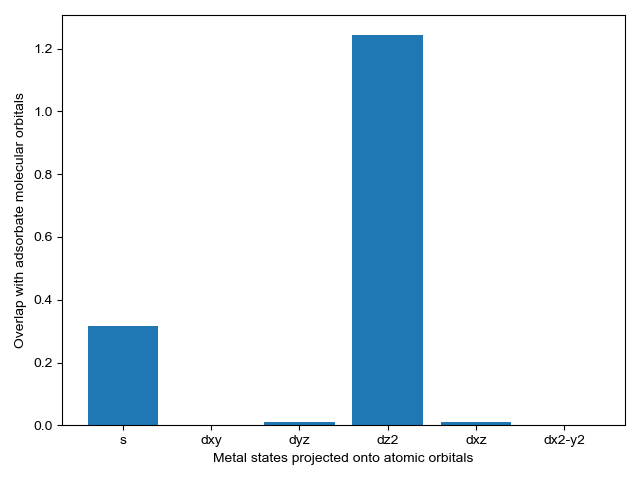 Overlap with adsorbate molecular orbitals
1.2
1.0
0.8
0.6
0.4
0.2
0.0
s dxy dyz dz2 dxz dx2-y2
Metal states projected onto atomic orbitals